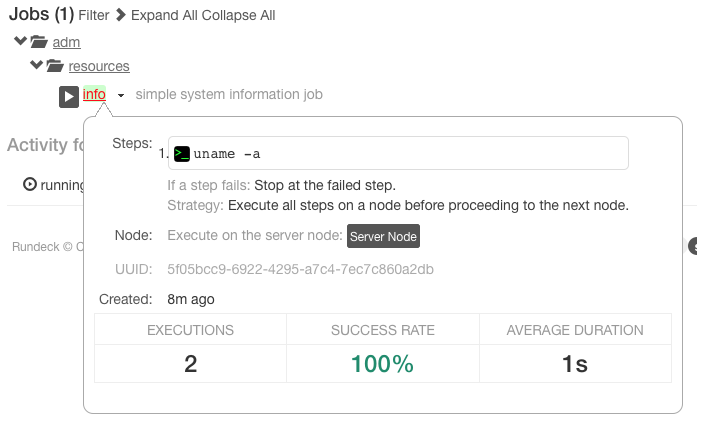 Jobs (1) Filter Expand All Collapse All
adm
resources
info simple system information job
Activity fo
Steps:
1. >_ uname -a
If a step fails: Stop at the failed step.
Strategy: Execute all steps on a node before proceeding to the next node.
running
Node: Execute on the server node: Server Node
Rundeck ©
UUID: 5f05bcc9-6922-4295-a7c4-7ec7c860a2db
Created: 8m ago
EXECUTIONS SUCCESS RATE AVERAGE DURATION
2 100% 1s